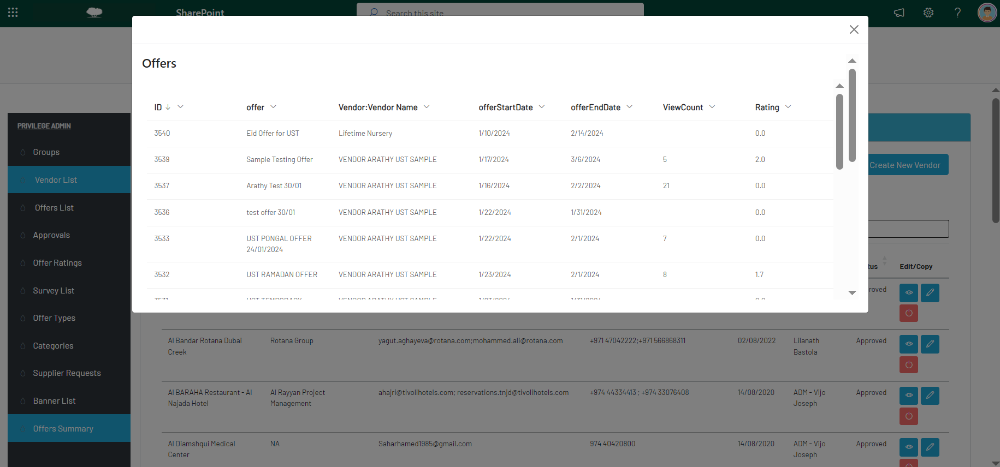 SharePoint
Search this site
Offers
ID offer Vendor:Vendor Name offerStartDate offerEndDate ViewCount Rating
3540 Eid Offer for UST Lifetime Nursery 1/10/2024 2/14/2024 0.0
3539 Sample Testing Offer VENDOR ARATHY UST SAMPLE 1/17/2024 3/6/2024 5 2.0
3537 Arathy Test 30/01 VENDOR ARATHY UST SAMPLE 1/16/2024 2/2/2024 21 0.0
3536 test offer 30/01 VENDOR ARATHY UST SAMPLE 1/22/2024 1/31/2024 0.0
3533 UST PONGAL OFFER VENDOR ARATHY UST SAMPLE 1/22/2024 2/1/2024 7 0.0
24/01/2024
3532 UST RAMADAN OFFER VENDOR ARATHY UST SAMPLE 1/23/2024 2/1/2024 8 1.7
PRIVILEGE ADMIN
Groups
Vendor List
Offers List
Approvals
Offer Ratings
Survey List
Offer Types
Categories
Supplier Requests
Banner List
Offers Summary
Create New Vendor
tus Edit/Copy
roved
Al Bandar Rotana Dubai Rotana Group yagut.aghayeva@rotana.com;mohammed.ali@rotana.com +971 47042222;+971 566868311 02/08/2022 Lilanath Approved
Creek Bastola
Al BARAHA Restaurant - Al Al Rayyan Project ahajri@tivolihotels.com; reservations.tnjd@tivolihotels.com +974 44334413 ; +974 33076408 14/08/2020 ADM - Vijo Approved
Najada Hotel Management Joseph
Al Diamshqui Medical NA Saharhamed1985@gmail.com 974 40420800 14/08/2020 ADM - Vijo Approved
Center Joseph